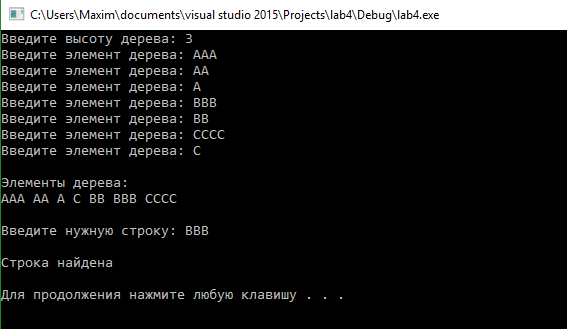 C:\Users\Maxim\documents\visual studio 2015\Projects\lab4\Debug\lab4.exe
Введите высоту дерева: 3
Введите элемент дерева: AAA
Введите элемент дерева: AA
Введите элемент дерева: A
Введите элемент дерева: BBB
Введите элемент дерева: BB
Введите элемент дерева: CCCC
Введите элемент дерева: C
Элементы дерева:
AAA AA A C BB BBB CCCC
Введите нужную строку: BBB
Строка найдена
Для продолжения нажмите любую клавишу . . .